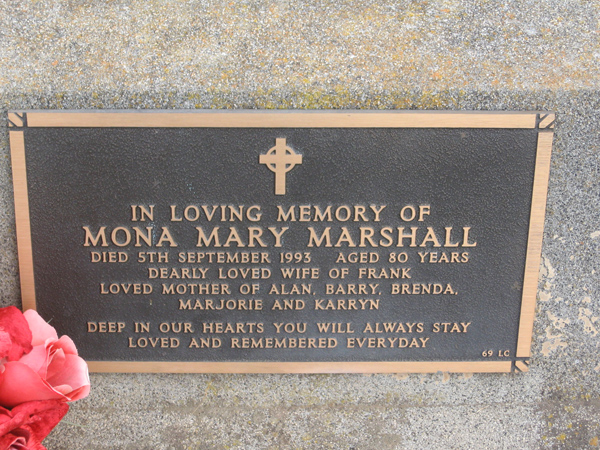 IN LOVING MEMORY OF
MONA MARY MARSHALL
DIED 5TH SEPTEMBER 1993 AGED 80 YEARS
DEARLY LOVED WIFE OF FRANK
LOVED MOTHER OF ALAN, BARRY, BRENDA,
MARJORIE AND KARRYN
DEEP IN OUR HEARTS YOU WILL ALWAYS STAY
LOVED AND REMEMBERED EVERYDAY
69 LC